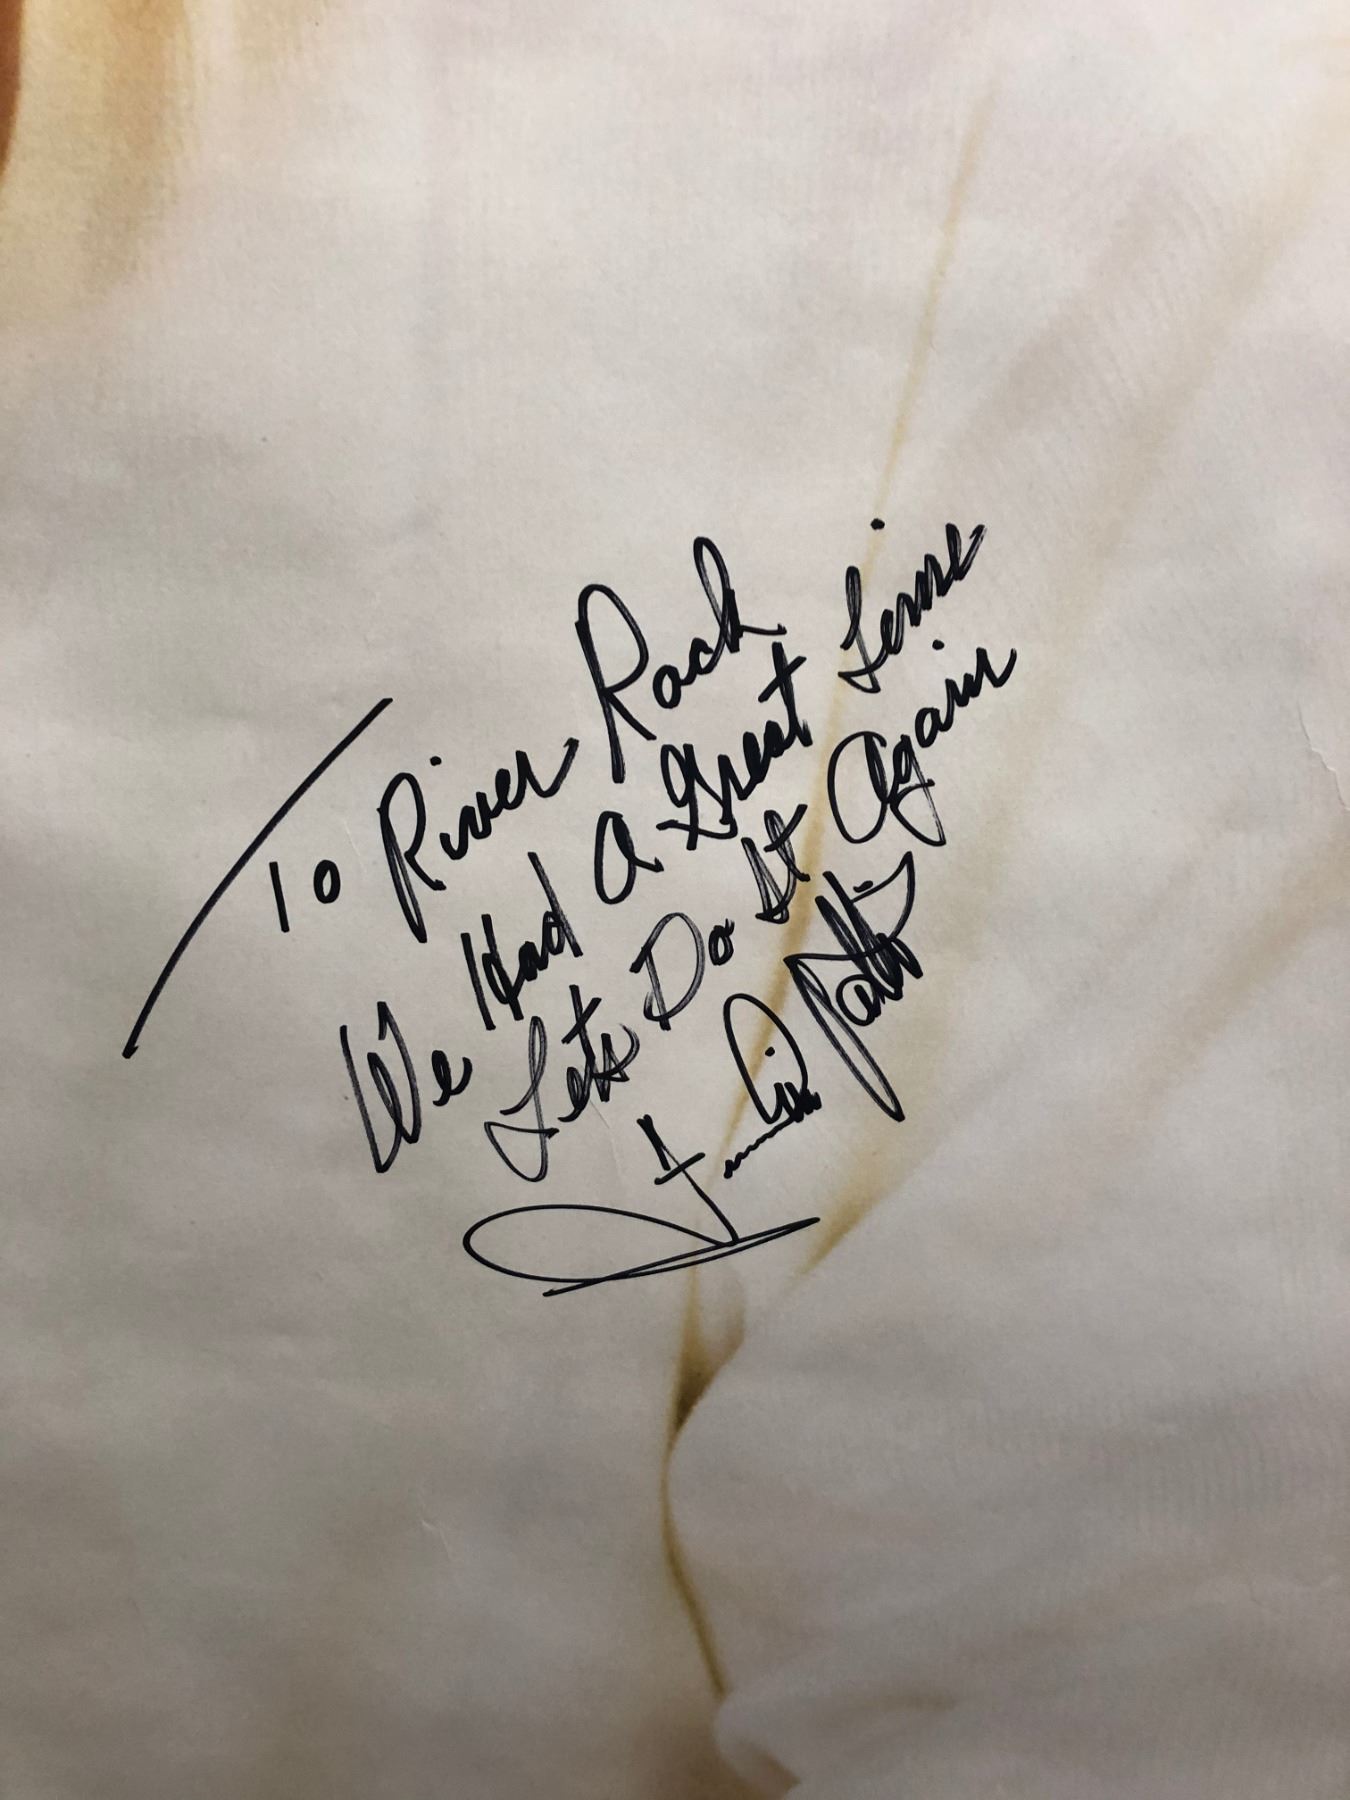 To River Rock
We Had A Great Time
Lets Do It Again